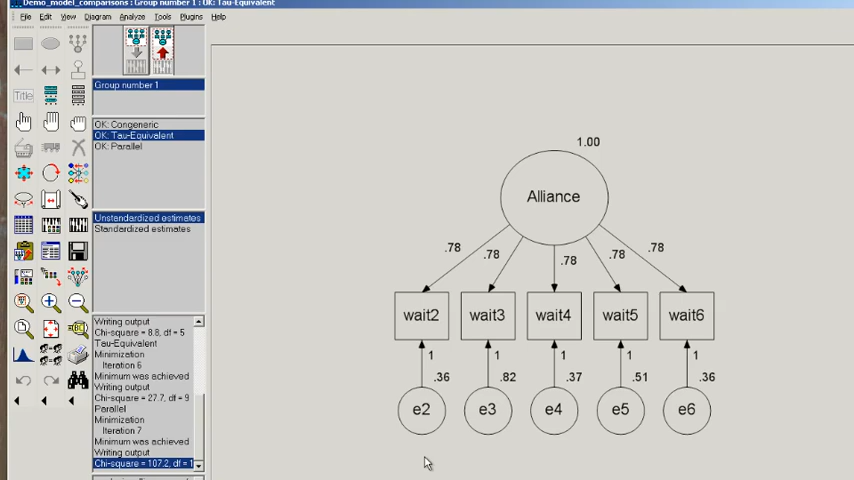 Demo_model_comparisons : Group number 1 : OK: Tau-Equivalent
File Edit View Diagram Analyze Tools Plugins Help
Title
Group number 1
OK: Congeneric
OK: Tau-Equivalent
OK: Parallel
Unstandardized estimates
Standardized estimates
Writing output
Chi-square = 8.8, df = 5
Tau-Equivalent
Minimization
Iteration 6
Minimum was achieved
Writing output
Chi-square = 27.7, df = 9
Parallel
Minimization
Iteration 7
Minimum was achieved
Writing output
Chi-square = 107.2, df = 1
1.00
Alliance
.78 .78 .78 .78 .78
wait2 wait3 wait4 wait5 wait6
1 1 1 1 1
.36 .82 .37 .51 .36
e2 e3 e4 e5 e6